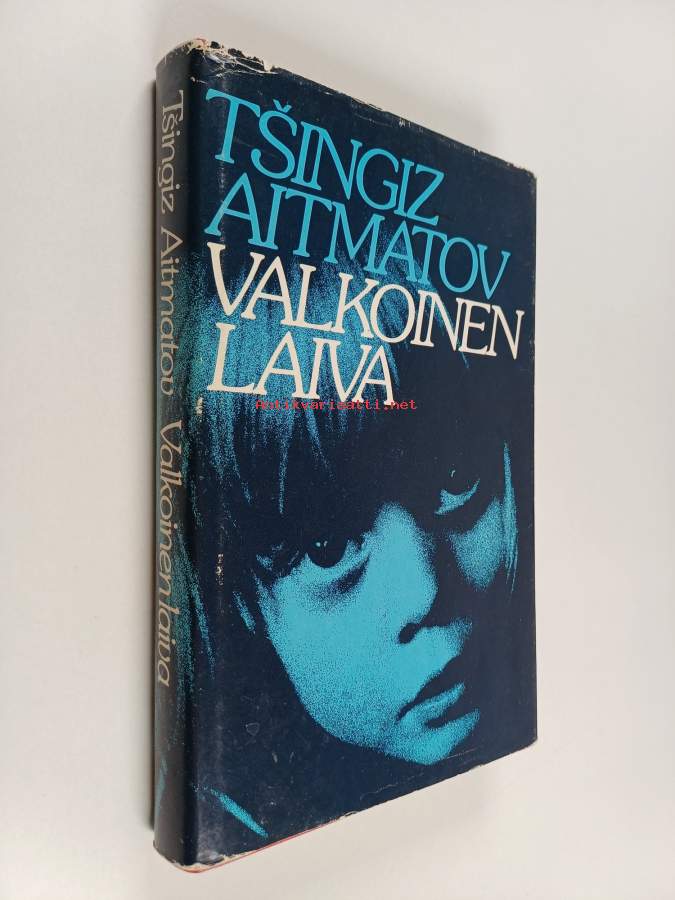 TŠINGIZ
AITMATOV
VALKOINEN
LAIVA
Antikvariaatti.net
Tšingiz Aitmatov Valkoinen laiva